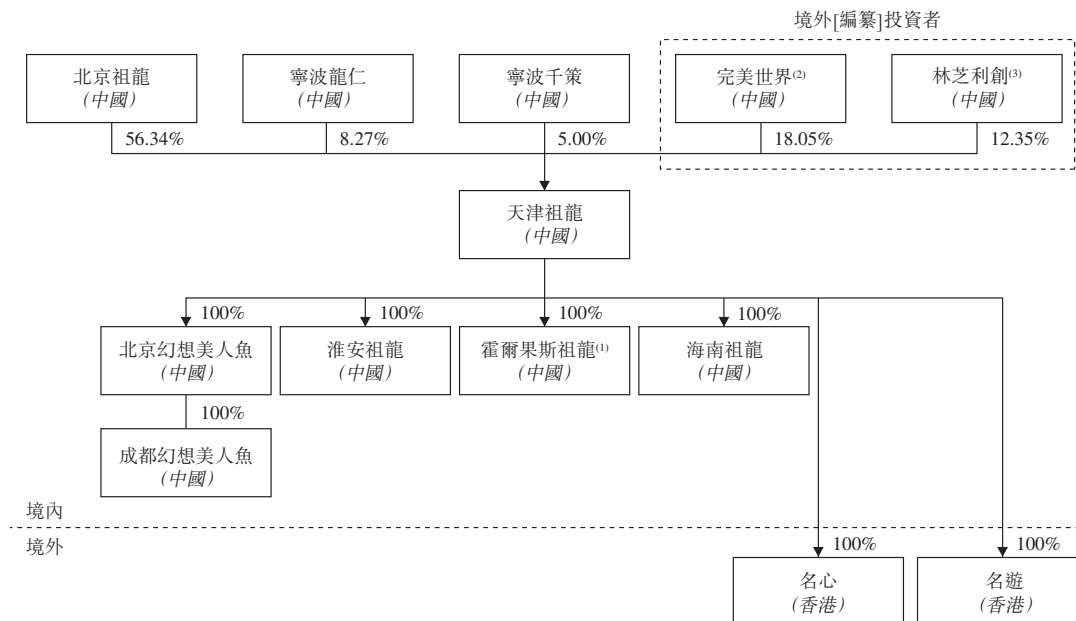 境外[編纂]投資者
北京祖龍
(中國)
寧波龍仁
(中國)
寧波千策
(中國)
完美世界(2)
(中國)
林芝利創(3)
(中國)
56.34%
8.27%
5.00%
18.05%
12.35%
天津祖龍
(中國)
100%
100%
100%
100%
北京幻想美人魚
(中國)
淮安祖龍
(中國)
霍爾果斯祖龍(1)
(中國)
海南祖龍
(中國)
100%
成都幻想美人魚
(中國)
境內
境外
100%
100%
名心
(香港)
名遊
(香港)